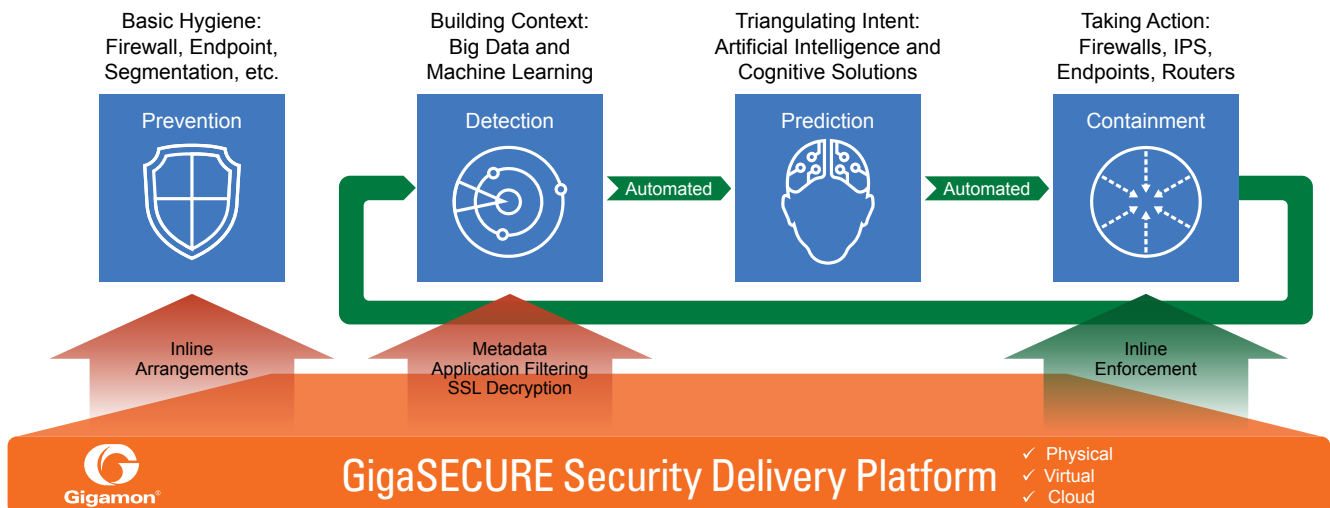 Basic Hygiene:
Firewall, Endpoint,
Segmentation, etc.
Prevention
Building Context:
Big Data and
Machine Learning
Detection
Automated
Triangulating Intent:
Artificial Intelligence and
Cognitive Solutions
Prediction
Automated
Taking Action:
Firewalls, IPS,
Endpoints, Routers
Containment
Inline
Arrangements
Metadata
Application Filtering
SSL Decryption
Inline
Enforcement
Gigamon®
GigaSECURE Security Delivery Platform
✓ Physical
✓ Virtual
✓ Cloud